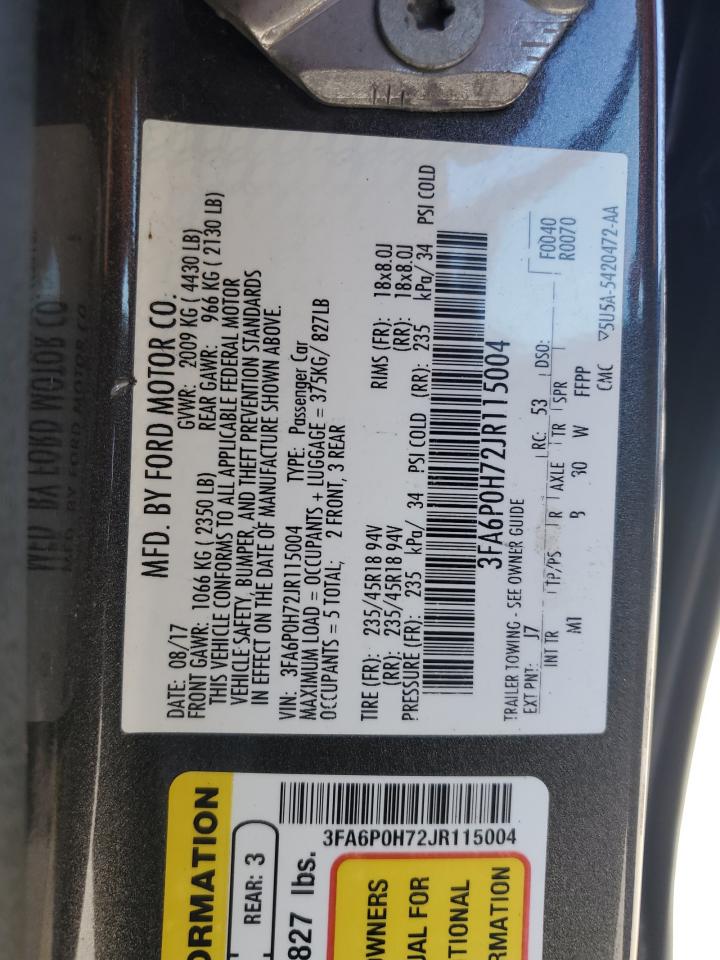 MFD. BY FORD MOTOR CO.
DATE: 08/17 GVWR: 2009 KG ( 4430 LB)
FRONT GAWR: 1066 KG ( 2350 LB) REAR GAWR: 966 KG ( 2130 LB)
THIS VEHICLE CONFORMS TO ALL APPLICABLE FEDERAL MOTOR
VEHICLE SAFETY, BUMPER, AND THEFT PREVENTION STANDARDS
IN EFFECT ON THE DATE OF MANUFACTURE SHOWN ABOVE.
VIN: 3FA6P0H72JR115004 TYPE: Passenger Car
MAXIMUM LOAD = OCCUPANTS + LUGGAGE = 375KG/ 827LB
OCCUPANTS = 5 TOTAL; 2 FRONT, 3 REAR
TIRE (FR): 235/45R18 94V RIMS (FR): 18x8.0J
(RR): 235/45R18 94V (RR): 18x8.0J
PRESSURE (FR): 235 kPa/ 34 PSI COLD (RR): 235 kPa/ 34 PSI COLD
3FA6P0H72JR115004
TRAILER TOWING - SEE OWNER GUIDE
EXT PNT: J7 RC: 53 DSO: F0040
R0070
INT TR TP/PS R AXLE TR SPR
MT B 30 W FFPP
CMC 5U5A-5420472-AA
ORMATION
REAR: 3
827 lbs.
3FA6P0H72JR115004
OWNERS
UAL FOR
TIONAL
RMATION